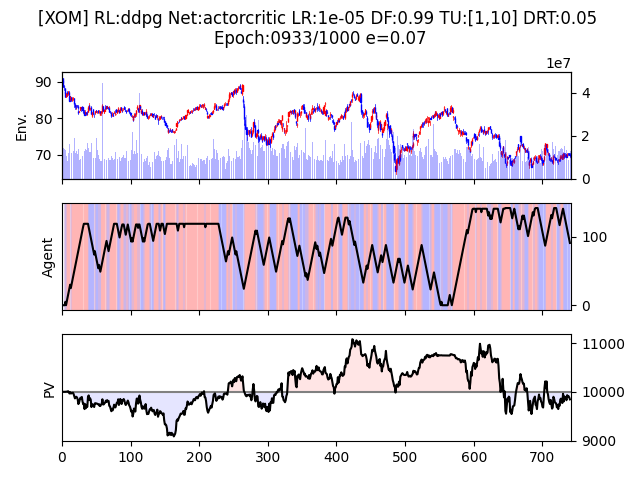 [XOM] RL:ddpg Net:actorcritic LR:1e-05 DF:0.99 TU:[1,10] DRT:0.05
Epoch:0933/1000 e=0.07
1e7
90
80
70
Env.
4
2
0
Agent
100
0
PV
11000
10000
9000
0 100 200 300 400 500 600 700